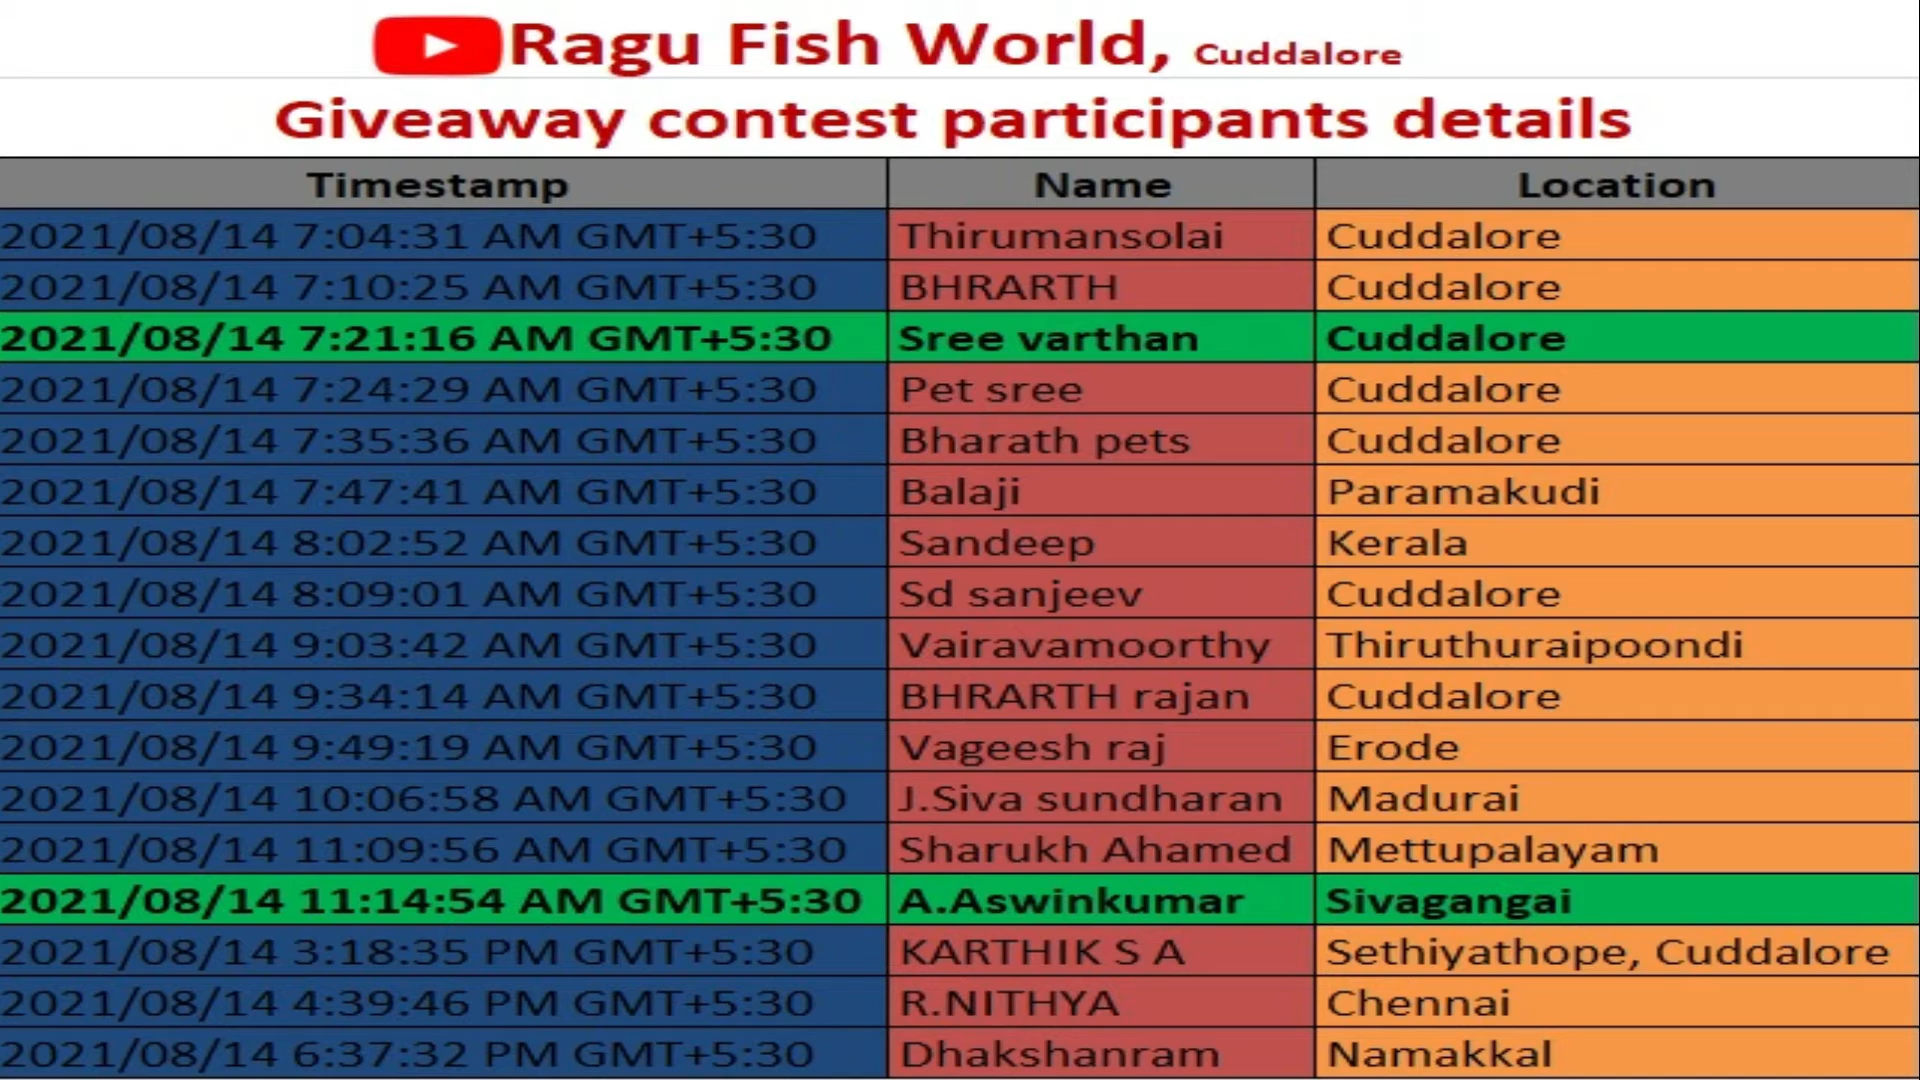 Ragu Fish World, Cuddalore
Giveaway contest participants details
Timestamp Name Location
2021/08/14 7:04:31 AM GMT+5:30 Thirumansolai Cuddalore
2021/08/14 7:10:25 AM GMT+5:30 BHRARTH Cuddalore
2021/08/14 7:21:16 AM GMT+5:30 Sree varthan Cuddalore
2021/08/14 7:24:29 AM GMT+5:30 Pet sree Cuddalore
2021/08/14 7:35:36 AM GMT+5:30 Bharath pets Cuddalore
2021/08/14 7:47:41 AM GMT+5:30 Balaji Paramakudi
2021/08/14 8:02:52 AM GMT+5:30 Sandeep Kerala
2021/08/14 8:09:01 AM GMT+5:30 Sd sanjeev Cuddalore
2021/08/14 9:03:42 AM GMT+5:30 Vairavamoorthy Thiruthuraipoondi
2021/08/14 9:34:14 AM GMT+5:30 BHRARTH rajan Cuddalore
2021/08/14 9:49:19 AM GMT+5:30 Vageesh raj Erode
2021/08/14 10:06:58 AM GMT+5:30 J.Siva sundharan Madurai
2021/08/14 11:09:56 AM GMT+5:30 Sharukh Ahamed Mettupalayam
2021/08/14 11:14:54 AM GMT+5:30 A.Aswinkumar Sivagangai
2021/08/14 3:18:35 PM GMT+5:30 KARTHIK S A Sethiyathope, Cuddalore
2021/08/14 4:39:46 PM GMT+5:30 R.NITHYA Chennai
2021/08/14 6:37:32 PM GMT+5:30 Dhakshanram Namakkal